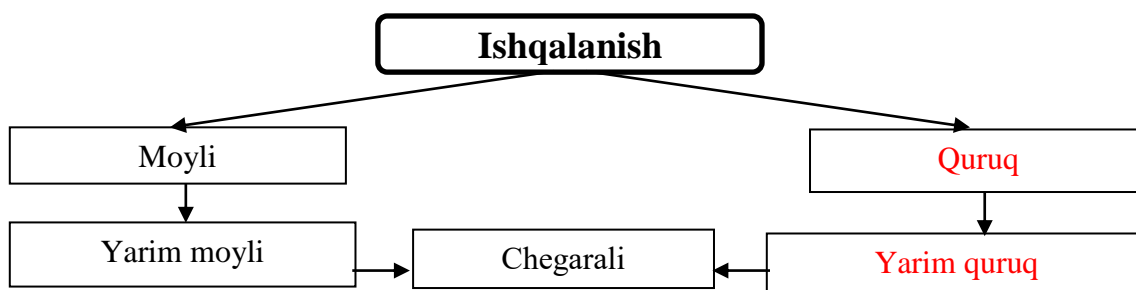 Ishqalanish
Moyli
Quruq
Yarim moyli
Chegarali
Yarim quruq